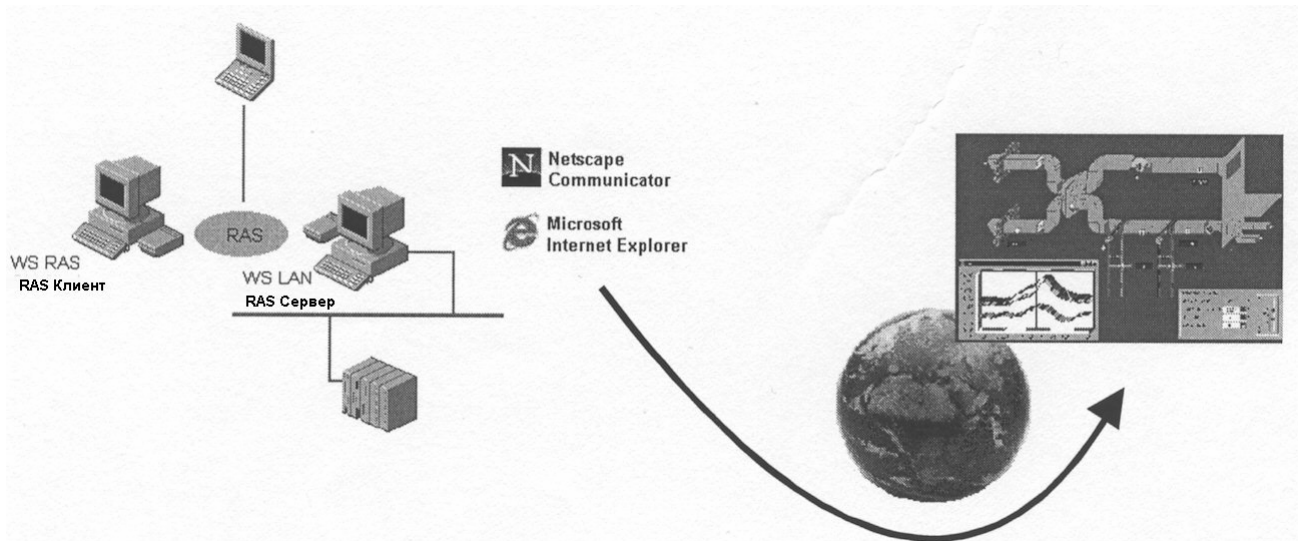 RAS
WS RAS
RAS Клиент
WS LAN
RAS Сервер
N
Netscape
Communicator
Microsoft
Internet Explorer